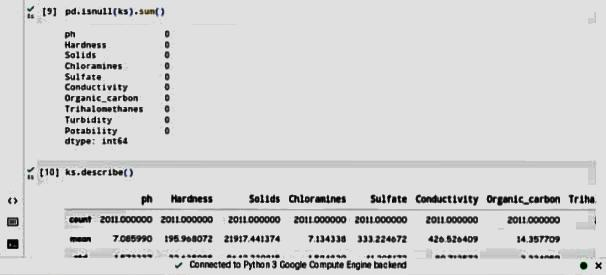 [9] pd.isnull(ks).sum()
ph 0
Hardness 0
Solids 0
Chloramines 0
Sulfate 0
Conductivity 0
Organic_carbon 0
Trihalomethanes 0
Turbidity 0
Potability 0
dtype: int64
[10] ks.describe()
ph Hardness Solids Chloramines Sulfate Conductivity Organic_carbon Triha
count 2011.000000 2011.000000 2011.000000 2011.000000 2011.000000 2011.000000 2011.000000
mean 7.085990 195.968072 21917.441374 7.134338 333.224672 426.526409 14.357709
Connected to Python 3 Google Compute Engine backend